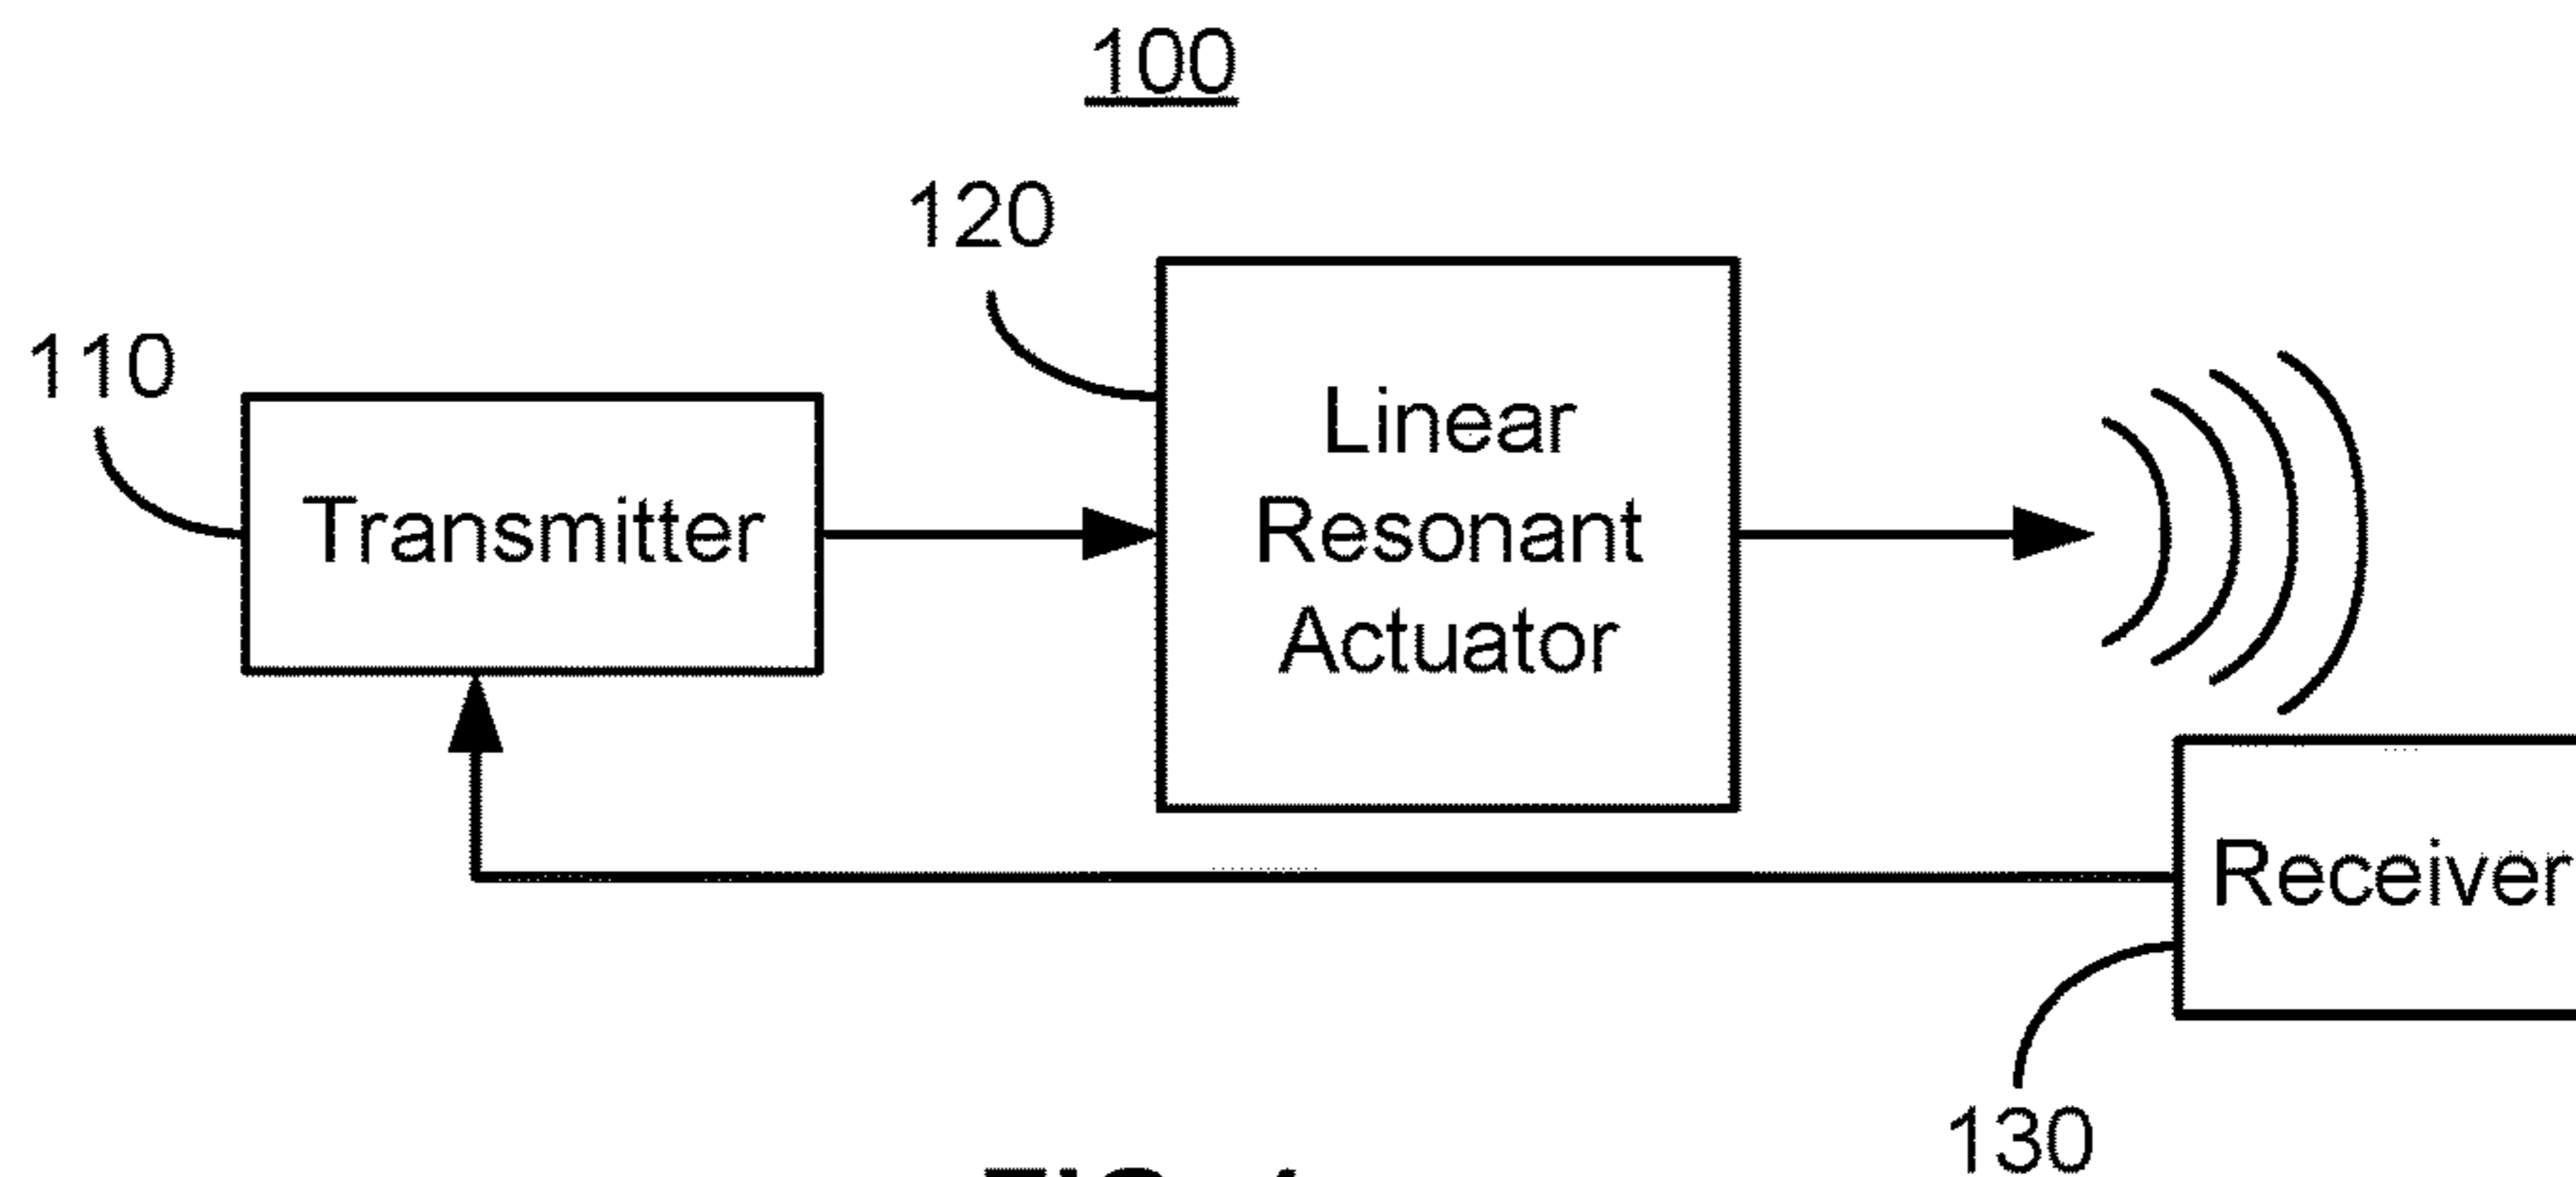 100
120
110
Linear
Resonant
Actuator
Transmitter
Receiver
130